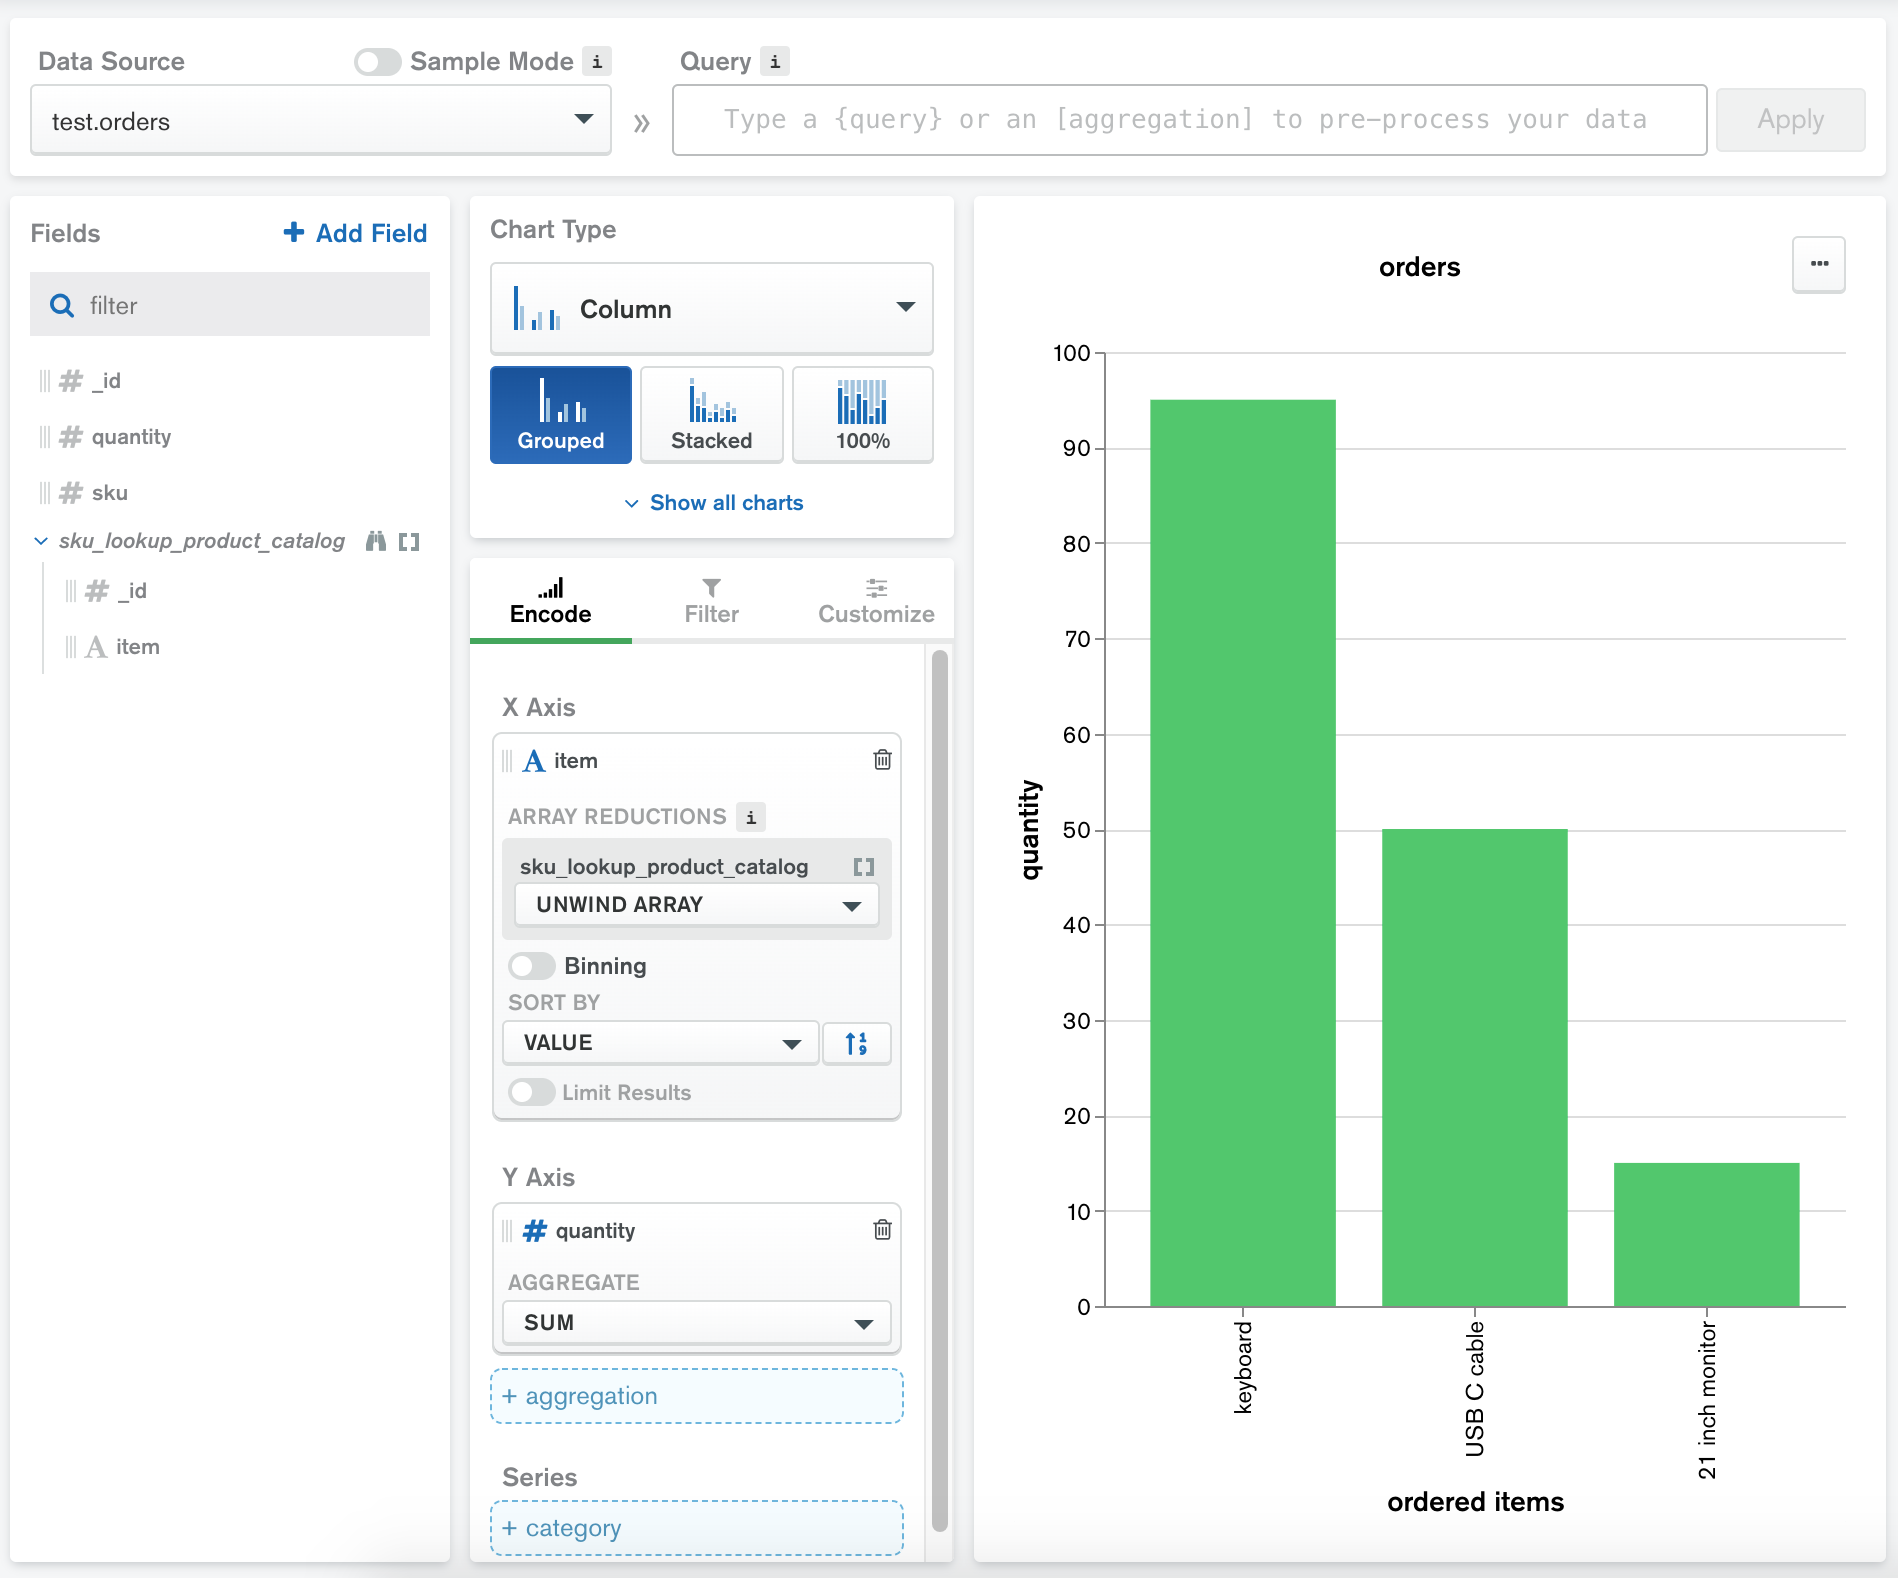 Data Source
Sample Mode i
Query i
test.orders
»
Type a {query} or an [aggregation] to pre-process your data
Apply
Fields
+ Add Field
filter
# _id
# quantity
# sku
sku_lookup_product_catalog []
# _id
A item
Chart Type
Column
Grouped
Stacked
100%
Show all charts
Encode
Filter
Customize
X Axis
A item
ARRAY REDUCTIONS i
sku_lookup_product_catalog []
UNWIND ARRAY
Binning
SORT BY
VALUE
1
9
Limit Results
Y Axis
# quantity
AGGREGATE
SUM
+ aggregation
Series
+ category
orders
...
100
90
80
70
60
50
40
30
20
10
0
quantity
keyboard
USB C cable
21 inch monitor
ordered items